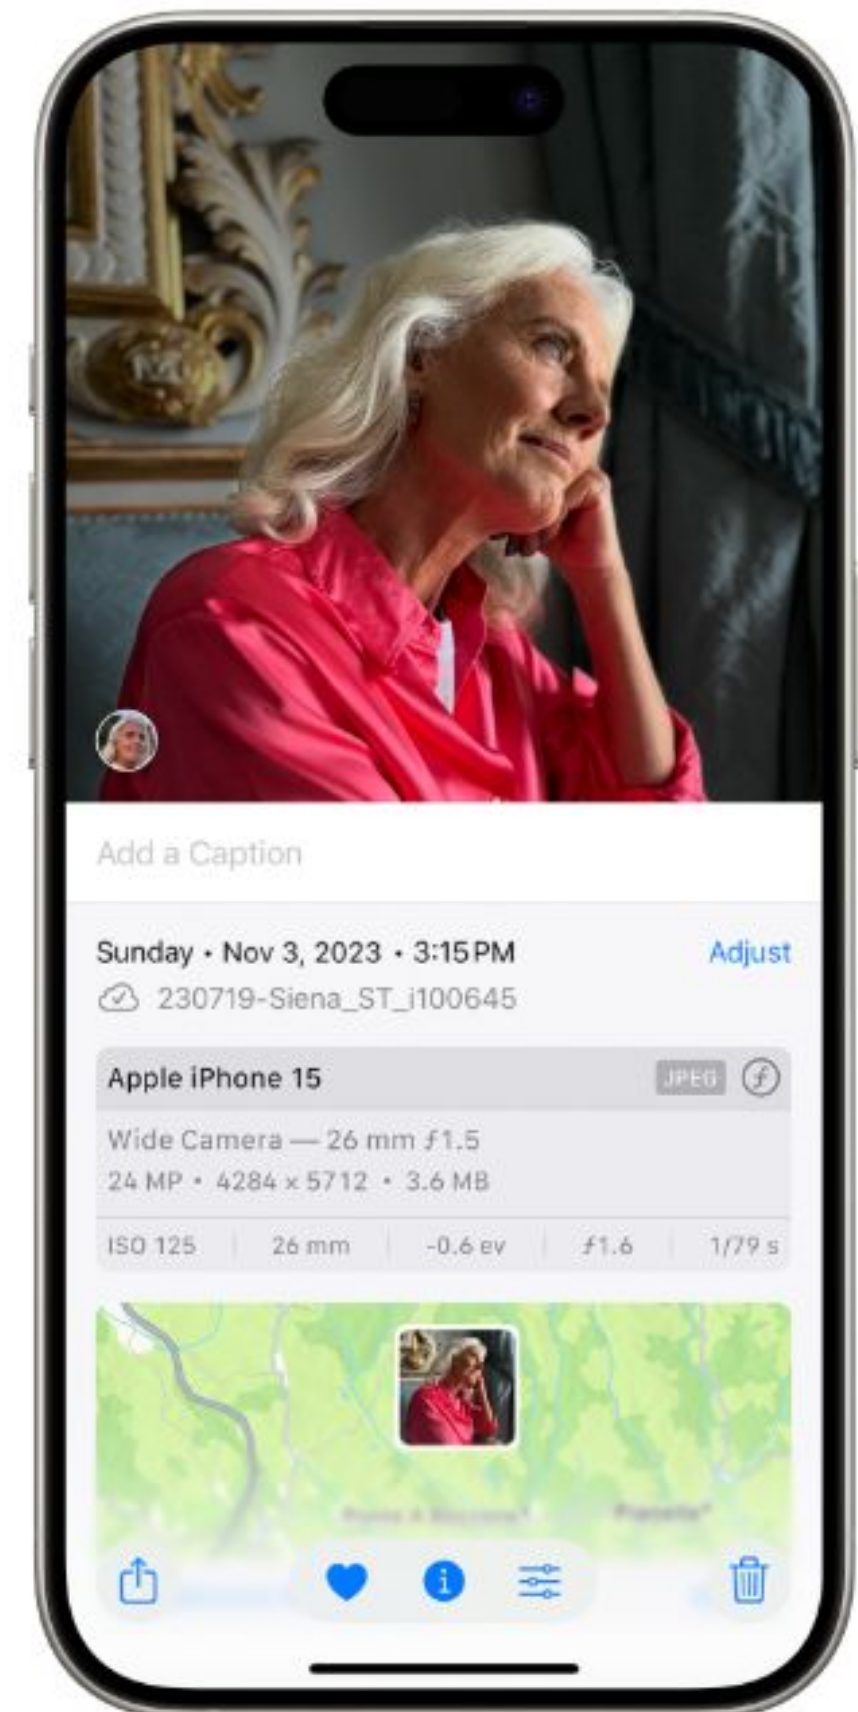 Add a Caption
Sunday • Nov 3, 2023 • 3:15 PM
Adjust
230719-Siena_ST_i100645
Apple iPhone 15
JPEG
Wide Camera — 26 mm ƒ1.5
24 MP • 4284 x 5712 • 3.6 MB
ISO 125 26 mm -0.6 ev ƒ1.6 1/79 s